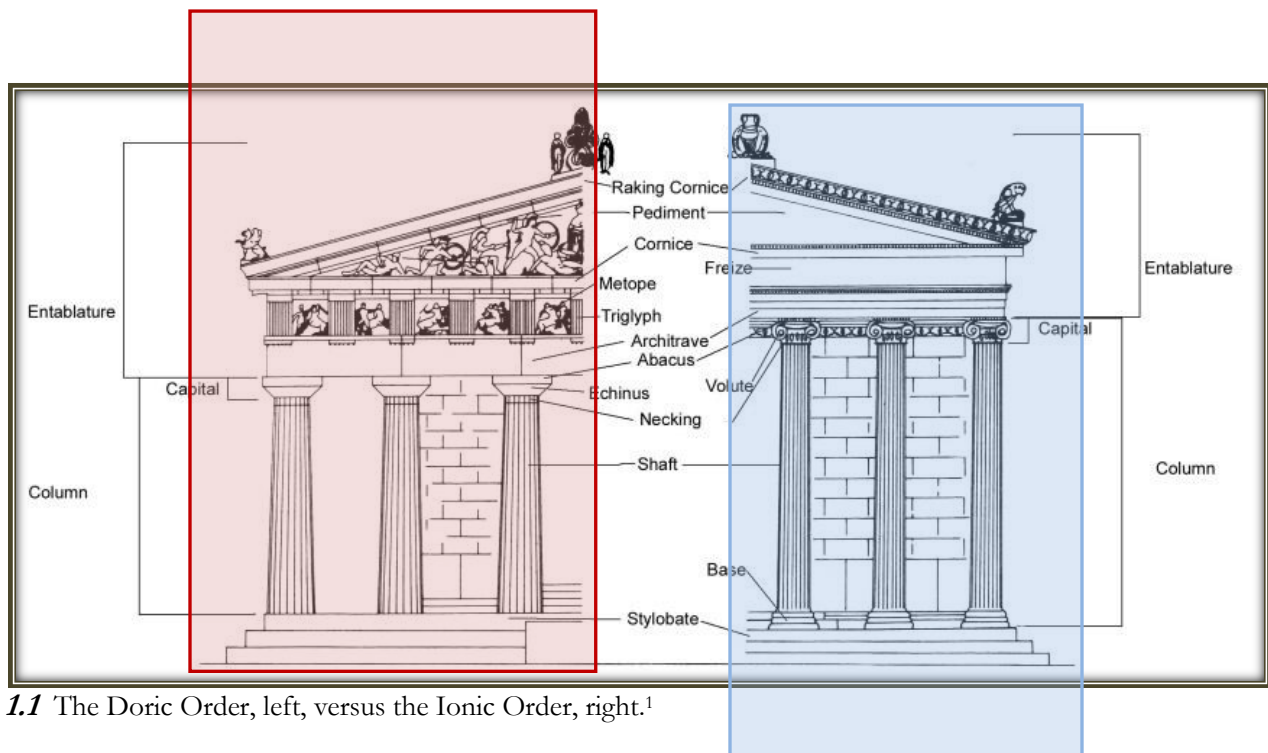 Raking Cornice
Pediment
Cornice
Freize
Metope
Entablature
Entablature
Triglyph
Capital
Architrave
Abacus
Capital
Echinus
Volute
Necking
Shaft
Column
Column
Base
Stylobate
1.1 The Doric Order, left, versus the Ionic Order, right.1